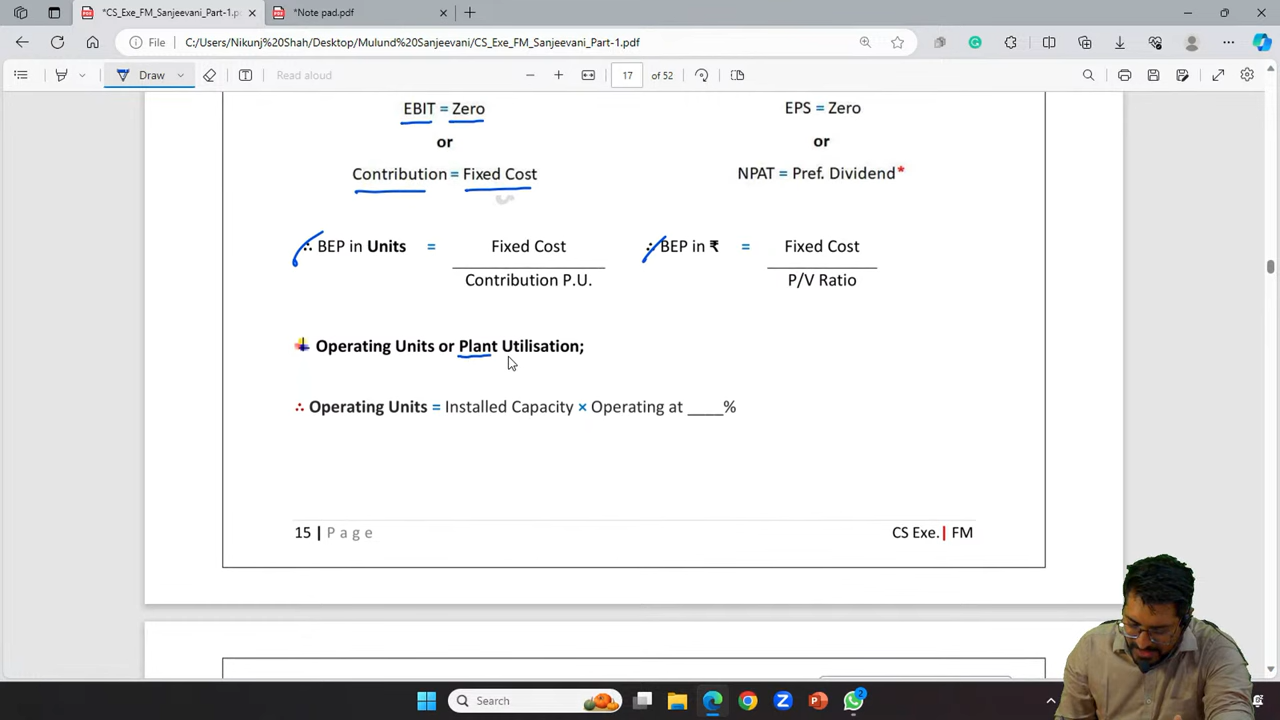 *CS_Exe_FM_Sanjeevani_Part-1.p
*Note pad.pdf
File C:/Users/Nikunj%20Shah/Desktop/Mulund%20Sanjeevani/CS_Exe_FM_Sanjeevani_Part-1.pdf
Draw
Read aloud
17 of 52
EBIT = Zero
or
Contribution = Fixed Cost
EPS = Zero
or
NPAT = Pref. Dividend*
∴ BEP in Units = Fixed Cost
Contribution P.U.
∴ BEP in ₹ = Fixed Cost
P/V Ratio
Operating Units or Plant Utilisation;
∴ Operating Units = Installed Capacity × Operating at ____%
15 | Page
CS Exe.| FM
Search
2